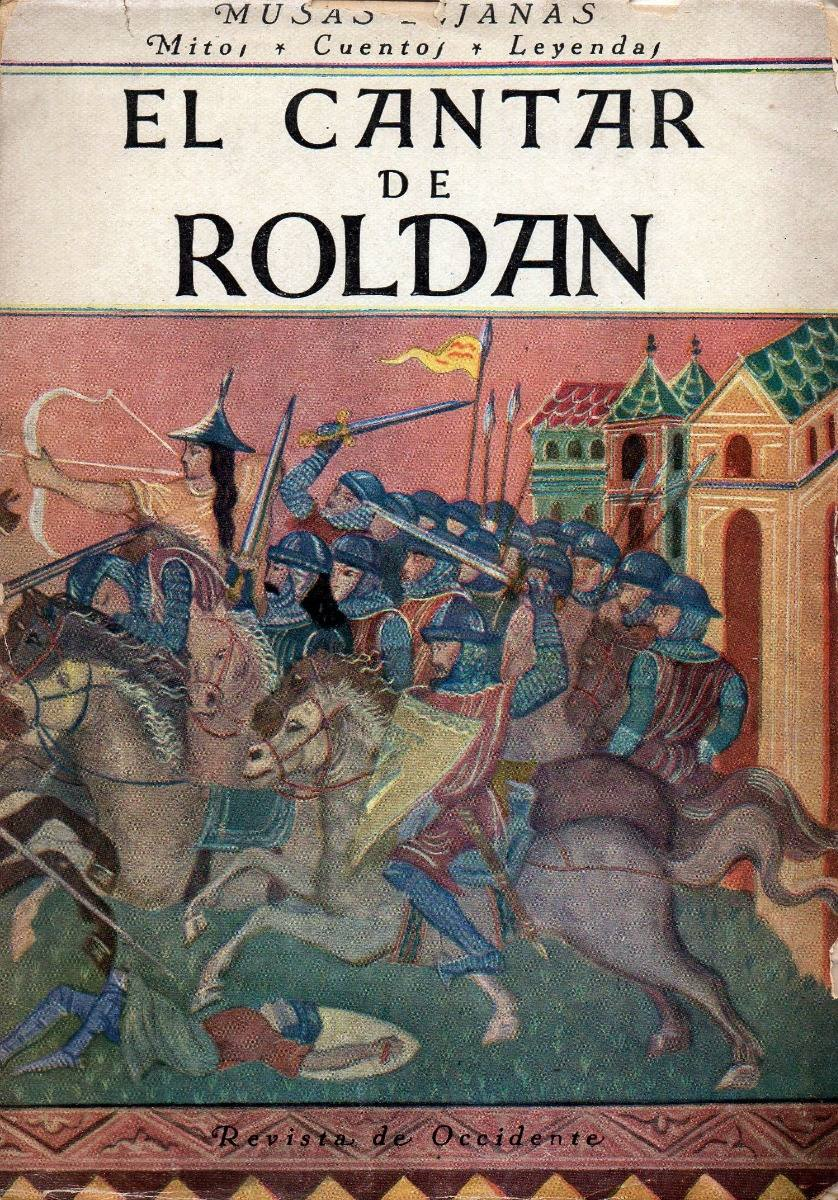 MUSAS
Mitos * Cuentos * Leyendas
EL CANTAR
DE
ROLDAN
Revista de Occidente